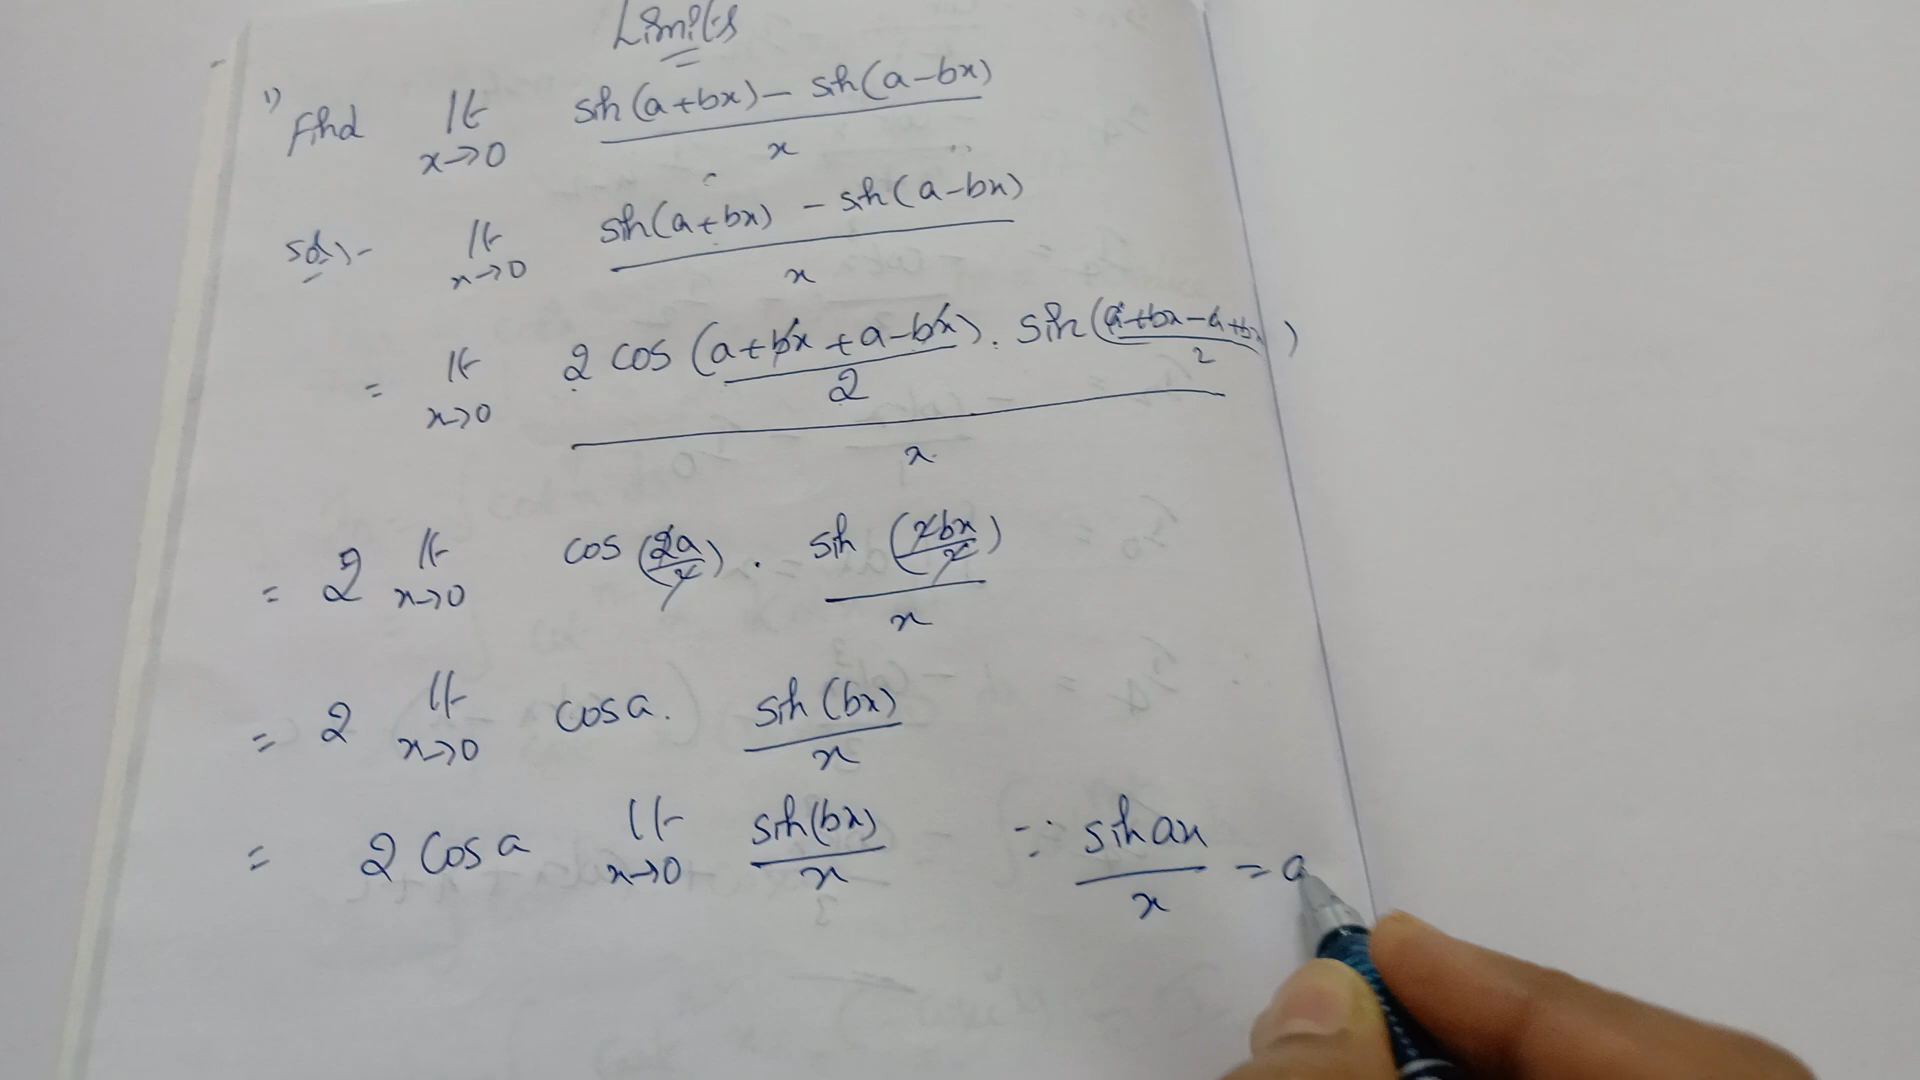 Limits
1) Find lt x→0 sin(a+bx) - sin(a-bx) / x
Sol:- lt x→0 sin(a+bx) - sin(a-bx) / x
= lt x→0 2 cos (a+bx+a-bx / 2) . sin (a+bx-a+bx / 2) / x
= 2 lt x→0 cos (2a/2) . sin (2bx/2) / x
= 2 lt x→0 cos a . sin (bx) / x
= 2 cos a lt x→0 sin(bx) / x ∵ sin ax / x = a